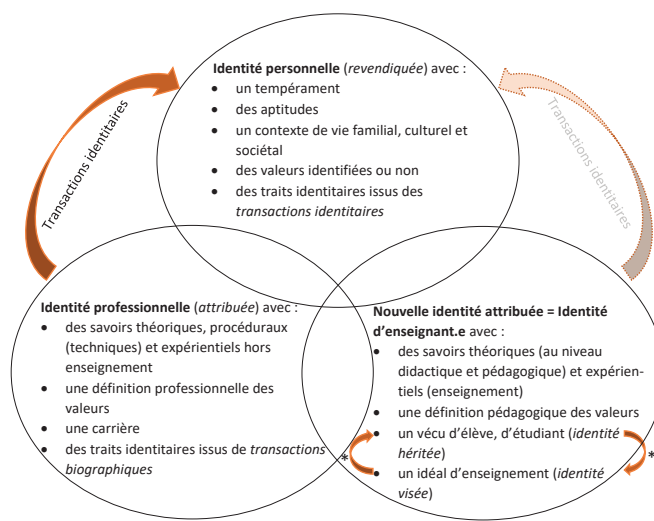 Identité personnelle (revendiquée) avec :
• un tempérament
• des aptitudes
• un contexte de vie familial, culturel et
sociétal
• des valeurs identifiées ou non
• des traits identitaires issus des
transactions identitaires
Transactions identitaires
Transactions identitaires
Identité professionnelle (attribuée) avec :
• des savoirs théoriques, procéduraux
(techniques) et expérientiels hors
enseignement
• une définition professionnelle des
valeurs
• une carrière
• des traits identitaires issus de transactions
biographiques
Nouvelle identité attribuée = Identité
d’enseignant.e avec :
• des savoirs théoriques (au niveau
didactique et pédagogique) et expérien-
tiels (enseignement)
• une définition pédagogique des valeurs
• un vécu d’élève, d’étudiant (identité
héritée)
• un idéal d’enseignement (identité
visée)
*
*